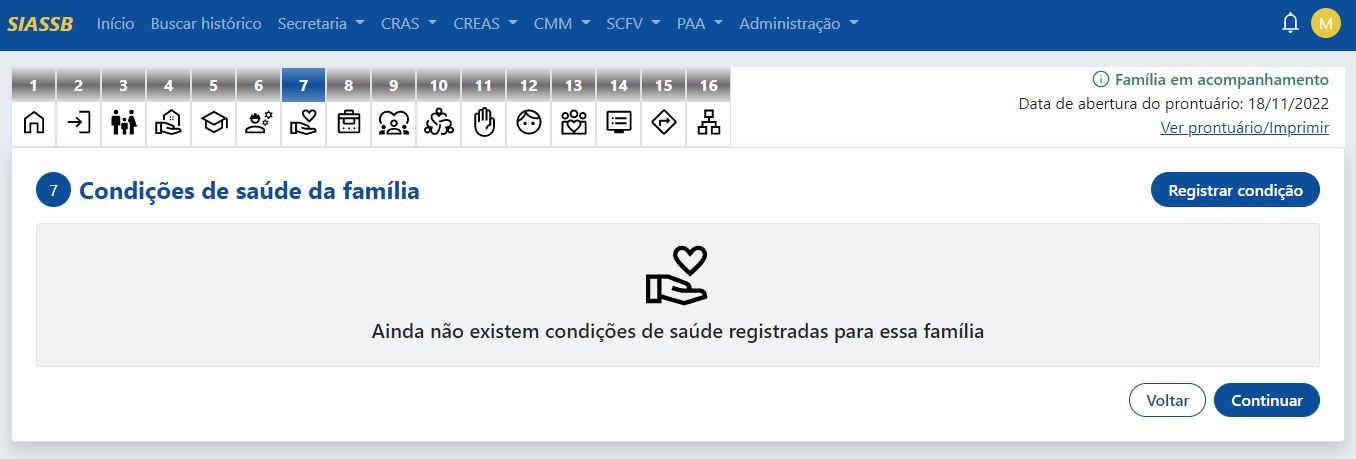 SIASSB Início Buscar histórico Secretaria CRAS CREAS CMM SCFV PAA Administração M
1 2 3 4 5 6 7 8 9 10 11 12 13 14 15 16
Família em acompanhamento
Data de abertura do prontuário: 18/11/2022
Ver prontuário/Imprimir
7 Condições de saúde da família Registrar condição
Ainda não existem condições de saúde registradas para essa família
Voltar Continuar